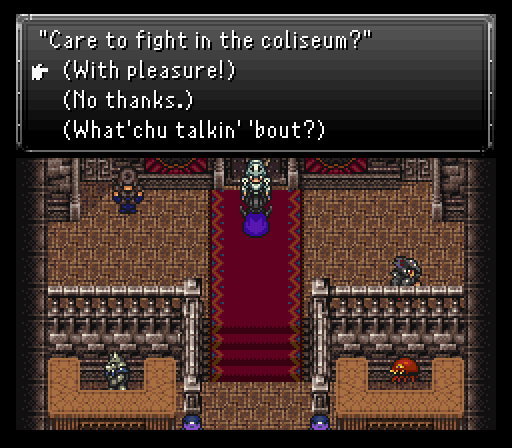 "Care to fight in the coliseum?"
(With pleasure!)
(No thanks.)
(What'chu talkin' 'bout?)